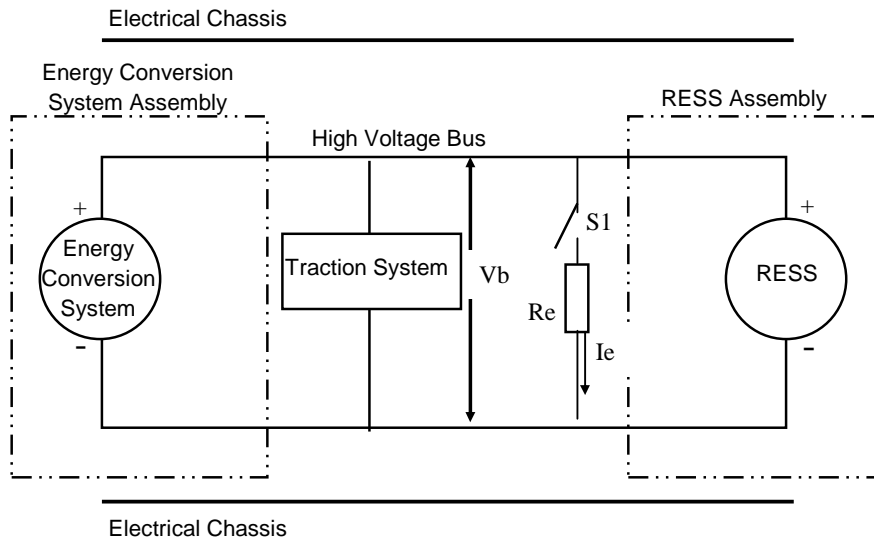 Electrical Chassis
Energy Conversion
System Assembly
RESS Assembly
High Voltage Bus
+
Energy
Conversion
System
-
Traction System
Vb
S1
Re
Ie
+
RESS
-
Electrical Chassis